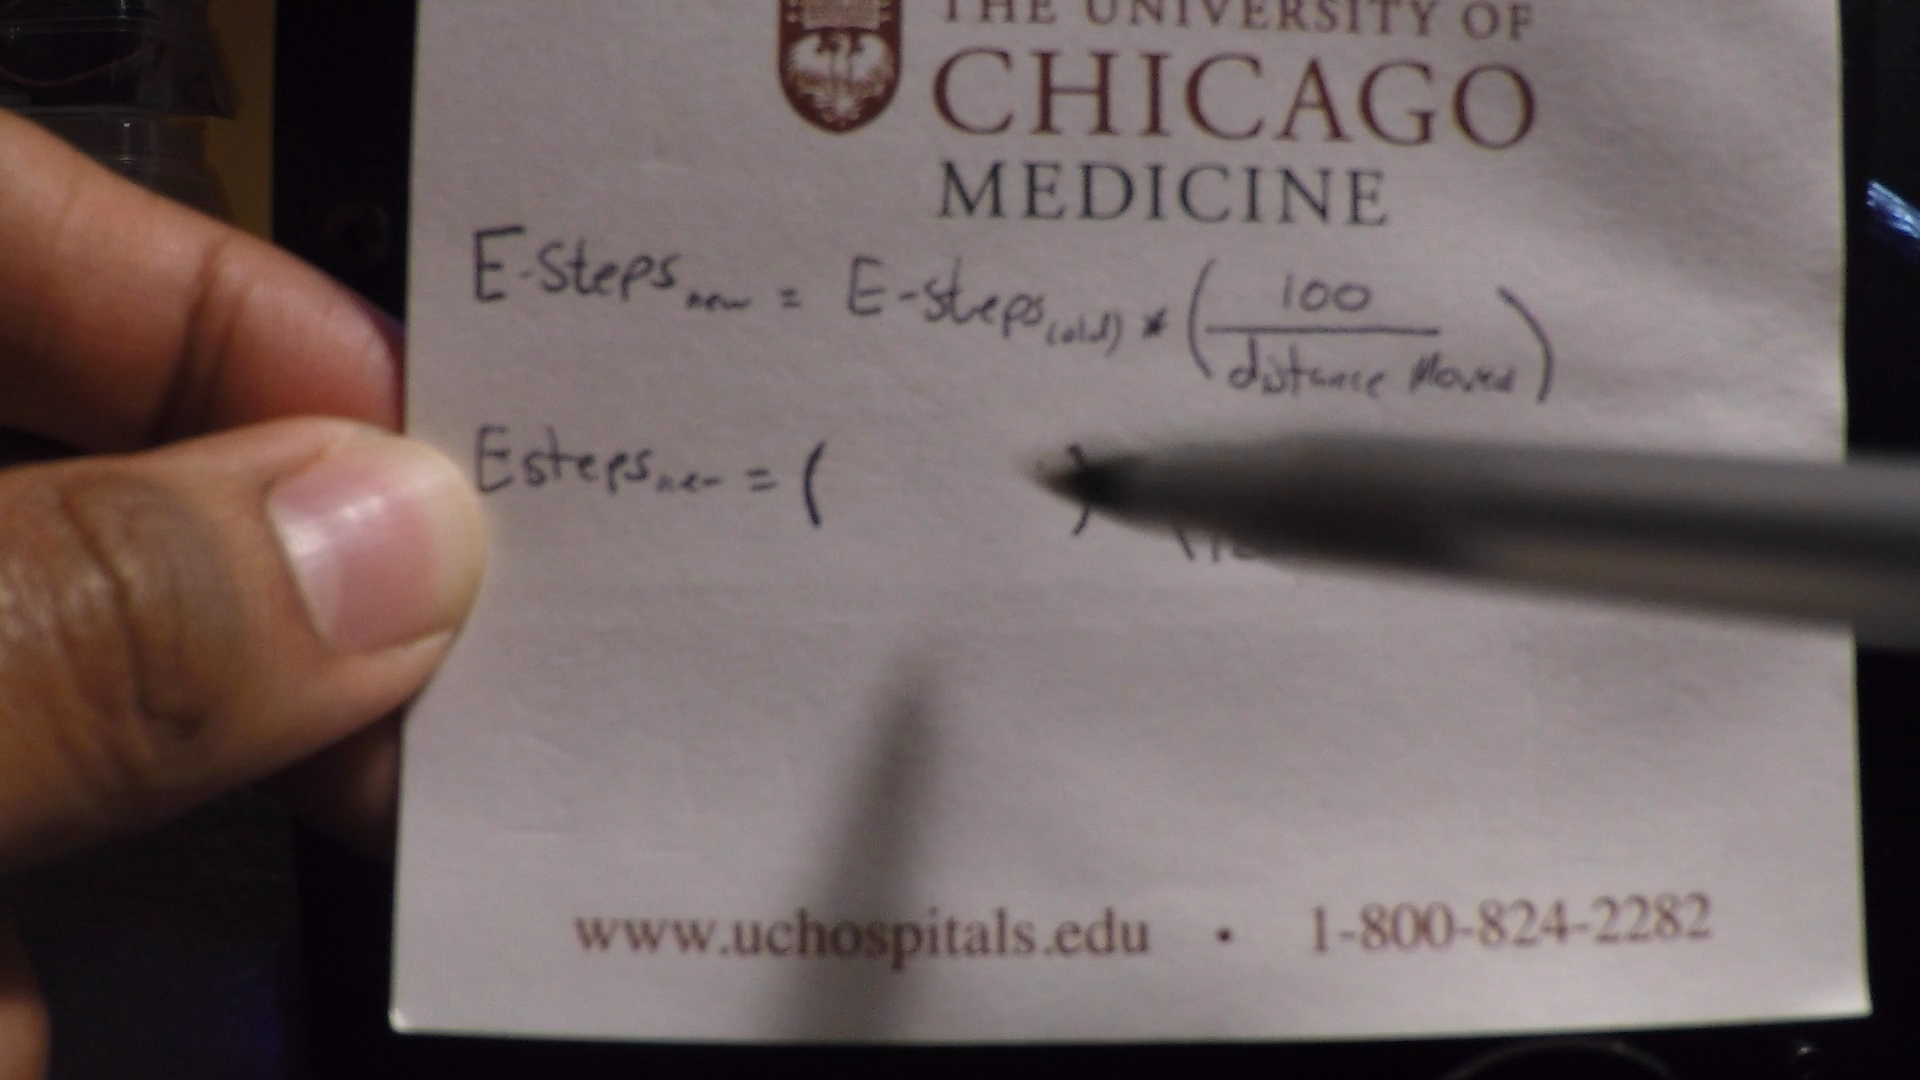 THE UNIVERSITY OF
CHICAGO
MEDICINE
E-Steps new = E-steps (old) * ( 100 / distance Moved )
Esteps new = ( ) (
www.uchospitals.edu • 1-800-824-2282